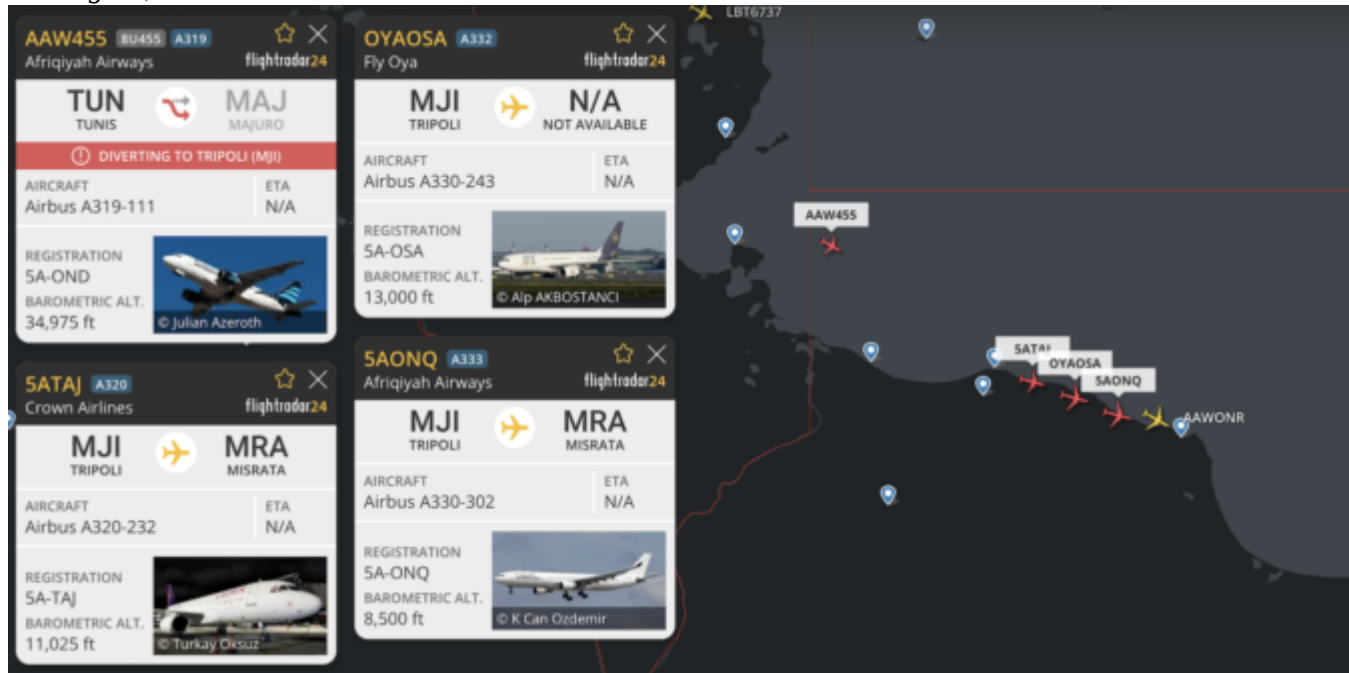 AAW455 8U455 A319
Afriqiyah Airways flightradar24
TUN MAJ
TUNIS MAJURO
DIVERTING TO TRIPOLI (MJI)
AIRCRAFT ETA
Airbus A319-111 N/A
REGISTRATION
5A-OND
BAROMETRIC ALT.
34,975 ft © Julian Azeroth
OYAOSA A332
Fly Oya flightradar24
MJI N/A
TRIPOLI NOT AVAILABLE
AIRCRAFT ETA
Airbus A330-243 N/A
REGISTRATION
5A-OSA
BAROMETRIC ALT.
13,000 ft © Alp AKBOSTANCI
5ATAJ A320
Crown Airlines flightradar24
MJI MRA
TRIPOLI MISRATA
AIRCRAFT ETA
Airbus A320-232 N/A
REGISTRATION
5A-TAJ
BAROMETRIC ALT.
11,025 ft © Turkay Oksuz
5AONQ A333
Afriqiyah Airways flightradar24
MJI MRA
TRIPOLI MISRATA
AIRCRAFT ETA
Airbus A330-302 N/A
REGISTRATION
5A-ONQ
BAROMETRIC ALT.
8,500 ft © K Can Ozdemir
LBT6737
AAW455
5ATAJ
OYAOSA
5AONQ
AAWONR